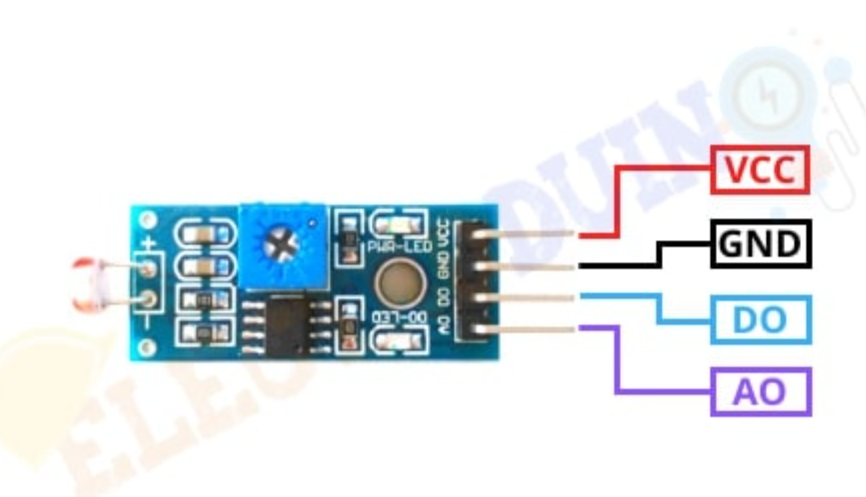 VCC
GND
DO
AO
+
PWR-LED
VCC
GND
DO
AO
LED-DO
-